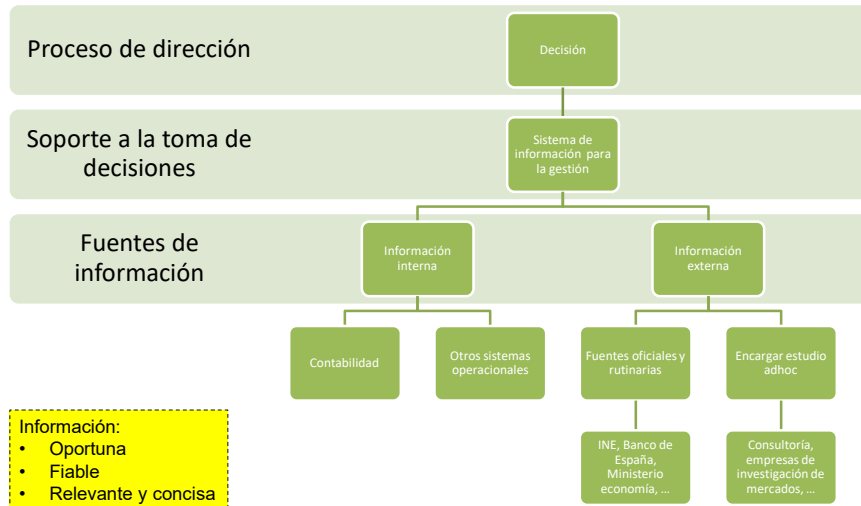 Proceso de dirección
Decisión
Soporte a la toma de
decisiones
Sistema de
información para
la gestión
Fuentes de
información
Información
interna
Información
externa
Contabilidad
Otros sistemas
operacionales
Fuentes oficiales y
rutinarias
Encargar estudio
adhoc
INE, Banco de
España,
Ministerio
economía, ...
Consultoría,
empresas de
investigación de
mercados, ...
Información:
• Oportuna
• Fiable
• Relevante y concisa